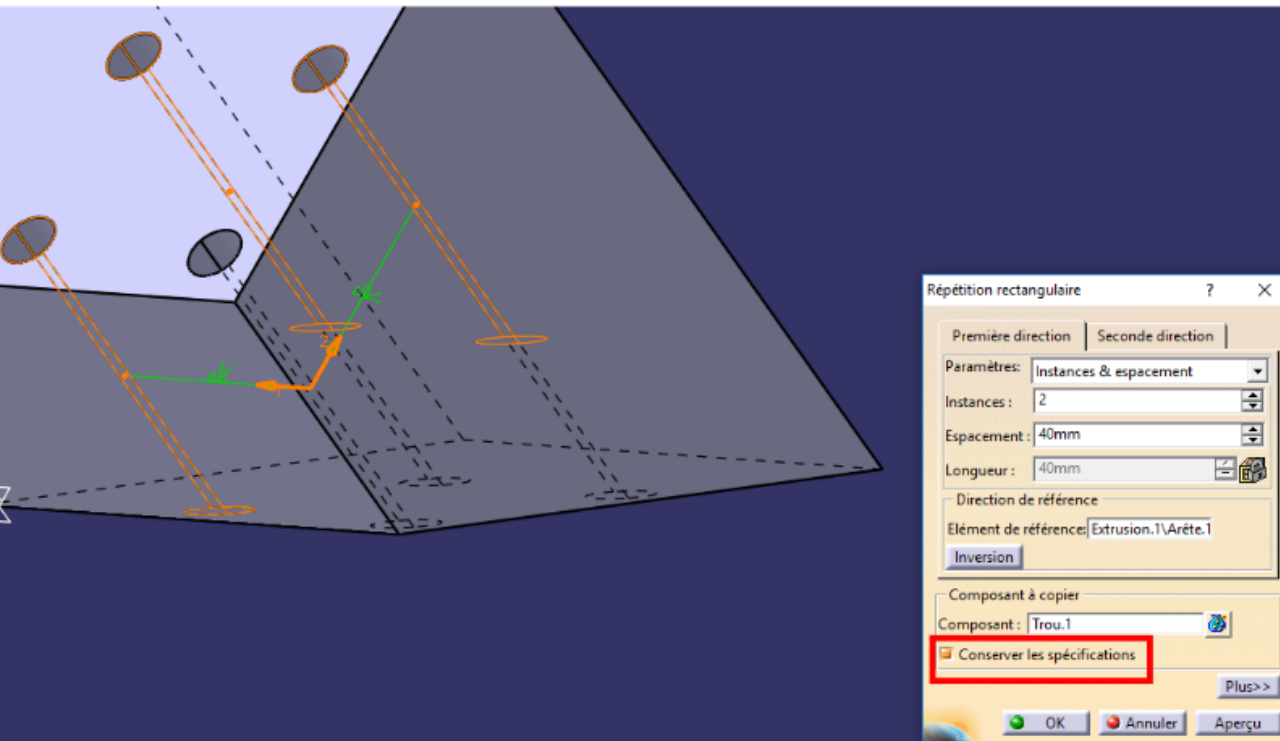 Répétition rectangulaire ? ×
Première direction Seconde direction
Paramètres: Instances & espacement
Instances : 2
Espacement : 40mm
Longueur : 40mm
Direction de référence
Elément de référence: Extrusion.1\Arête.1
Inversion
Composant à copier
Composant : Trou.1
Conserver les spécifications
Plus>>
OK Annuler Aperçu
2
1